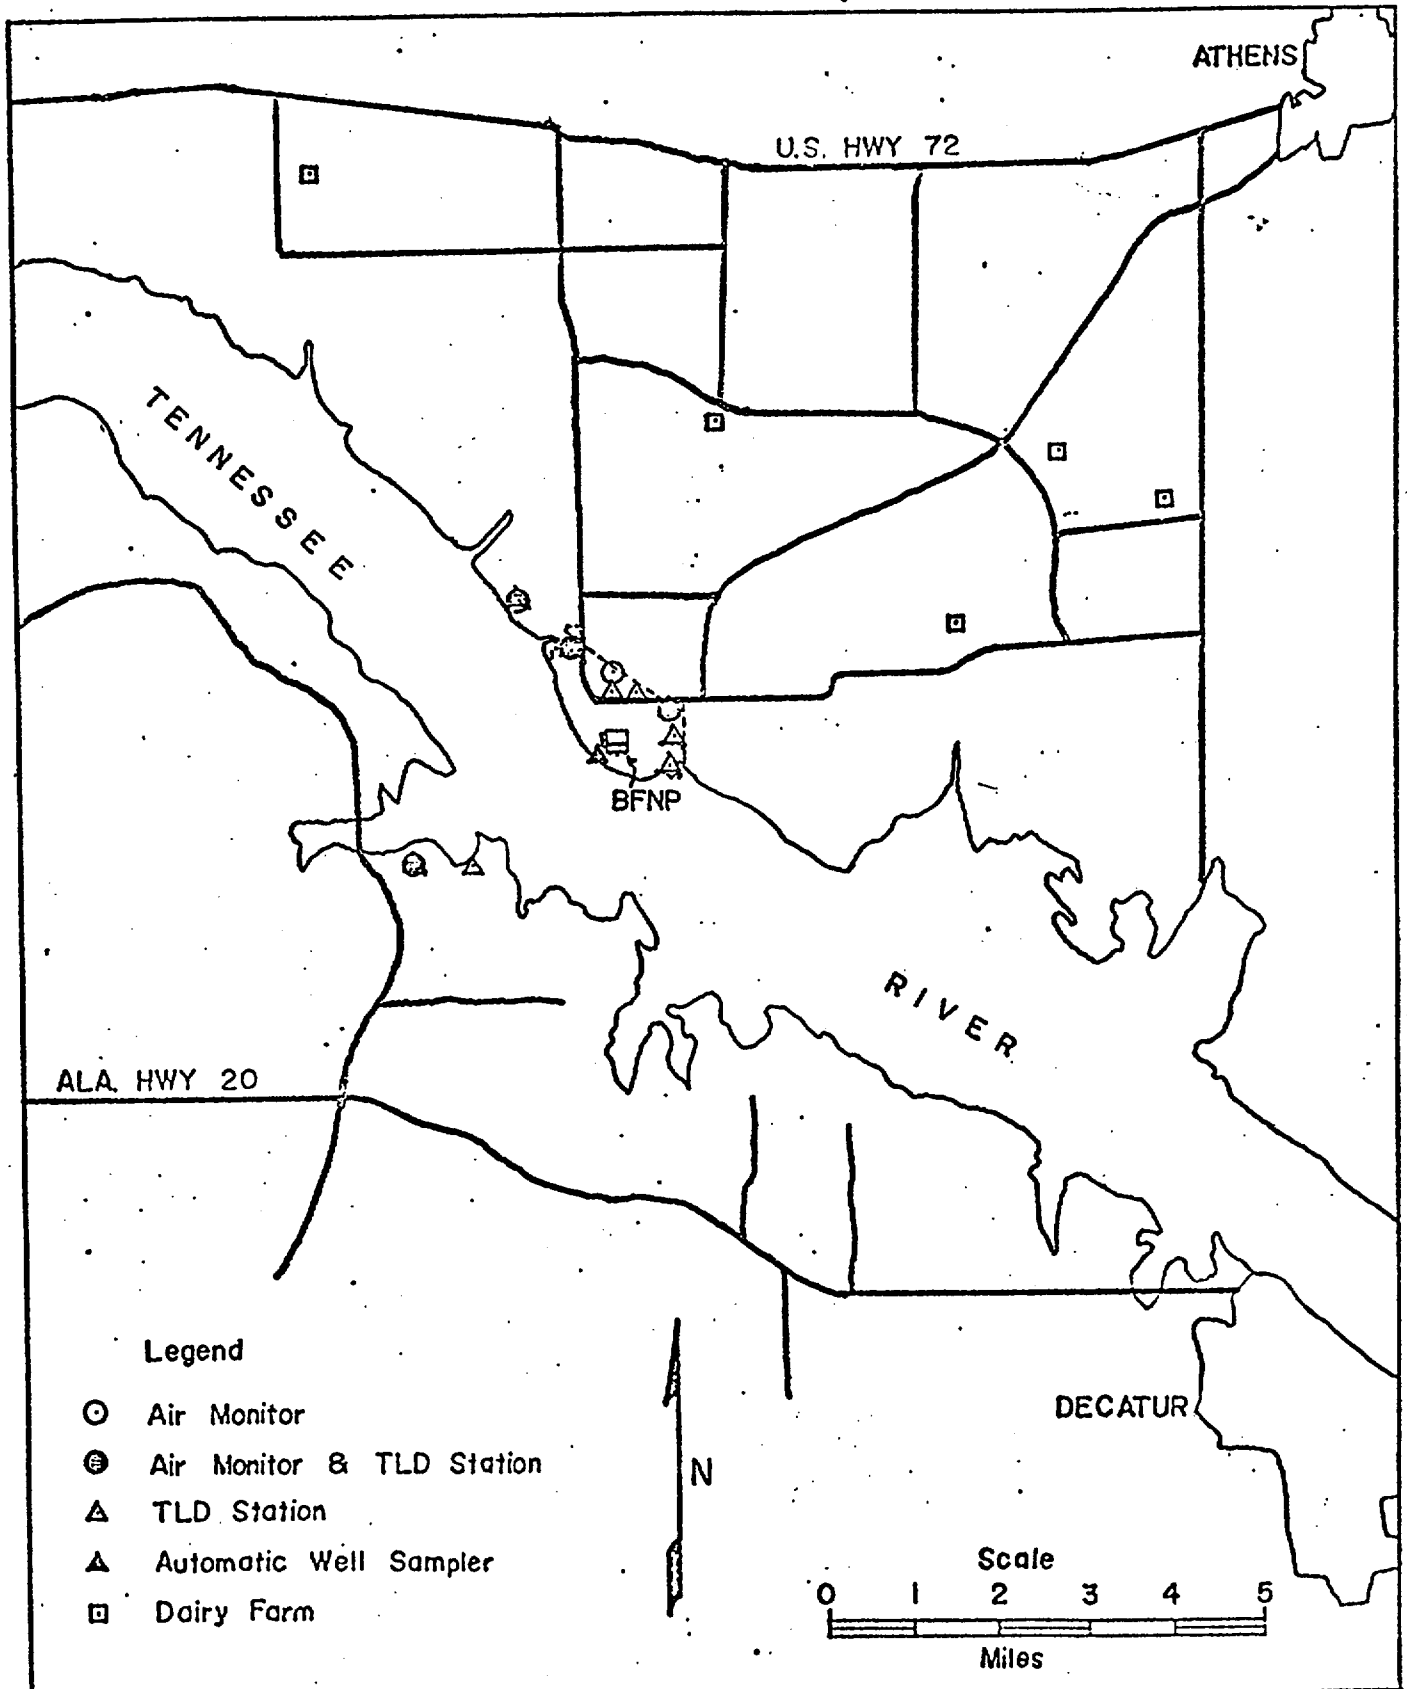 ATHENS
U.S. HWY 72
TENNESSEE
BFNP
RIVER
ALA. HWY 20
Legend
Air Monitor
Air Monitor & TLD Station
TLD Station
Automatic Well Sampler
Dairy Farm
N
DECATUR
Scale
0 1 2 3 4 5
Miles